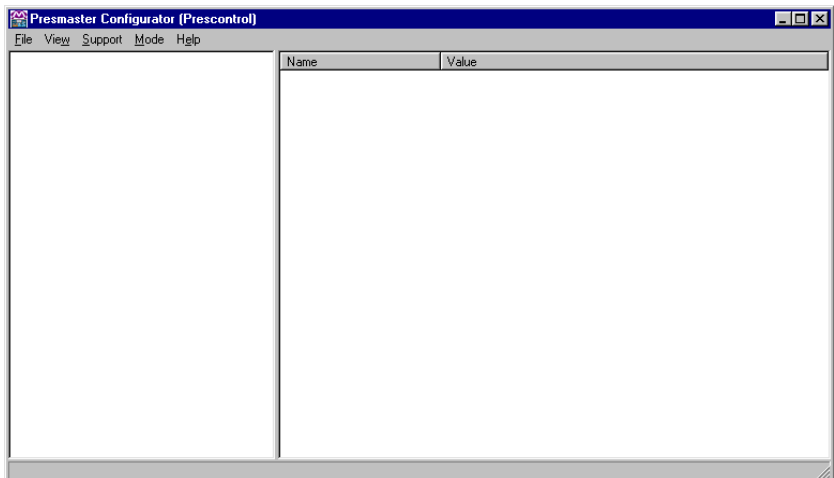 Presmaster Configurator (Prescontrol)
File View Support Mode Help
Name Value